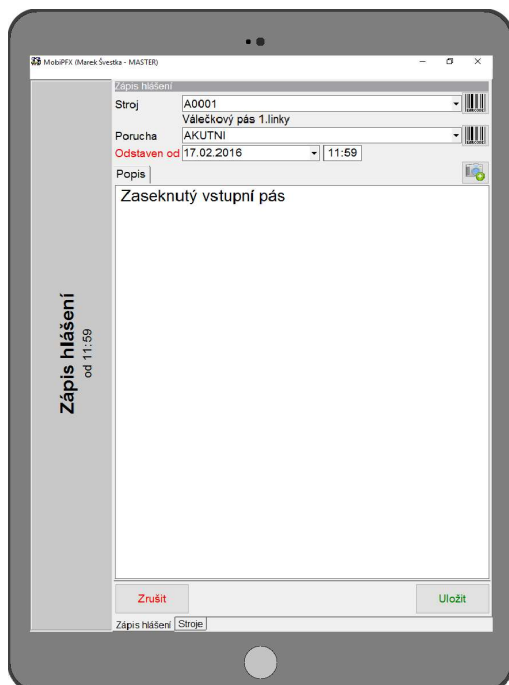 MobiPFX (Marek Švestka - MASTER)
Zápis hlášení
Stroj A0001
Válečkový pás 1.linky
Porucha AKUTNI
Odstaven od 17.02.2016 11:59
Popis
Zaseknutý vstupní pás
Zápis hlášení
od 11:59
Zrušit Uložit
Zápis hlášení Stroje